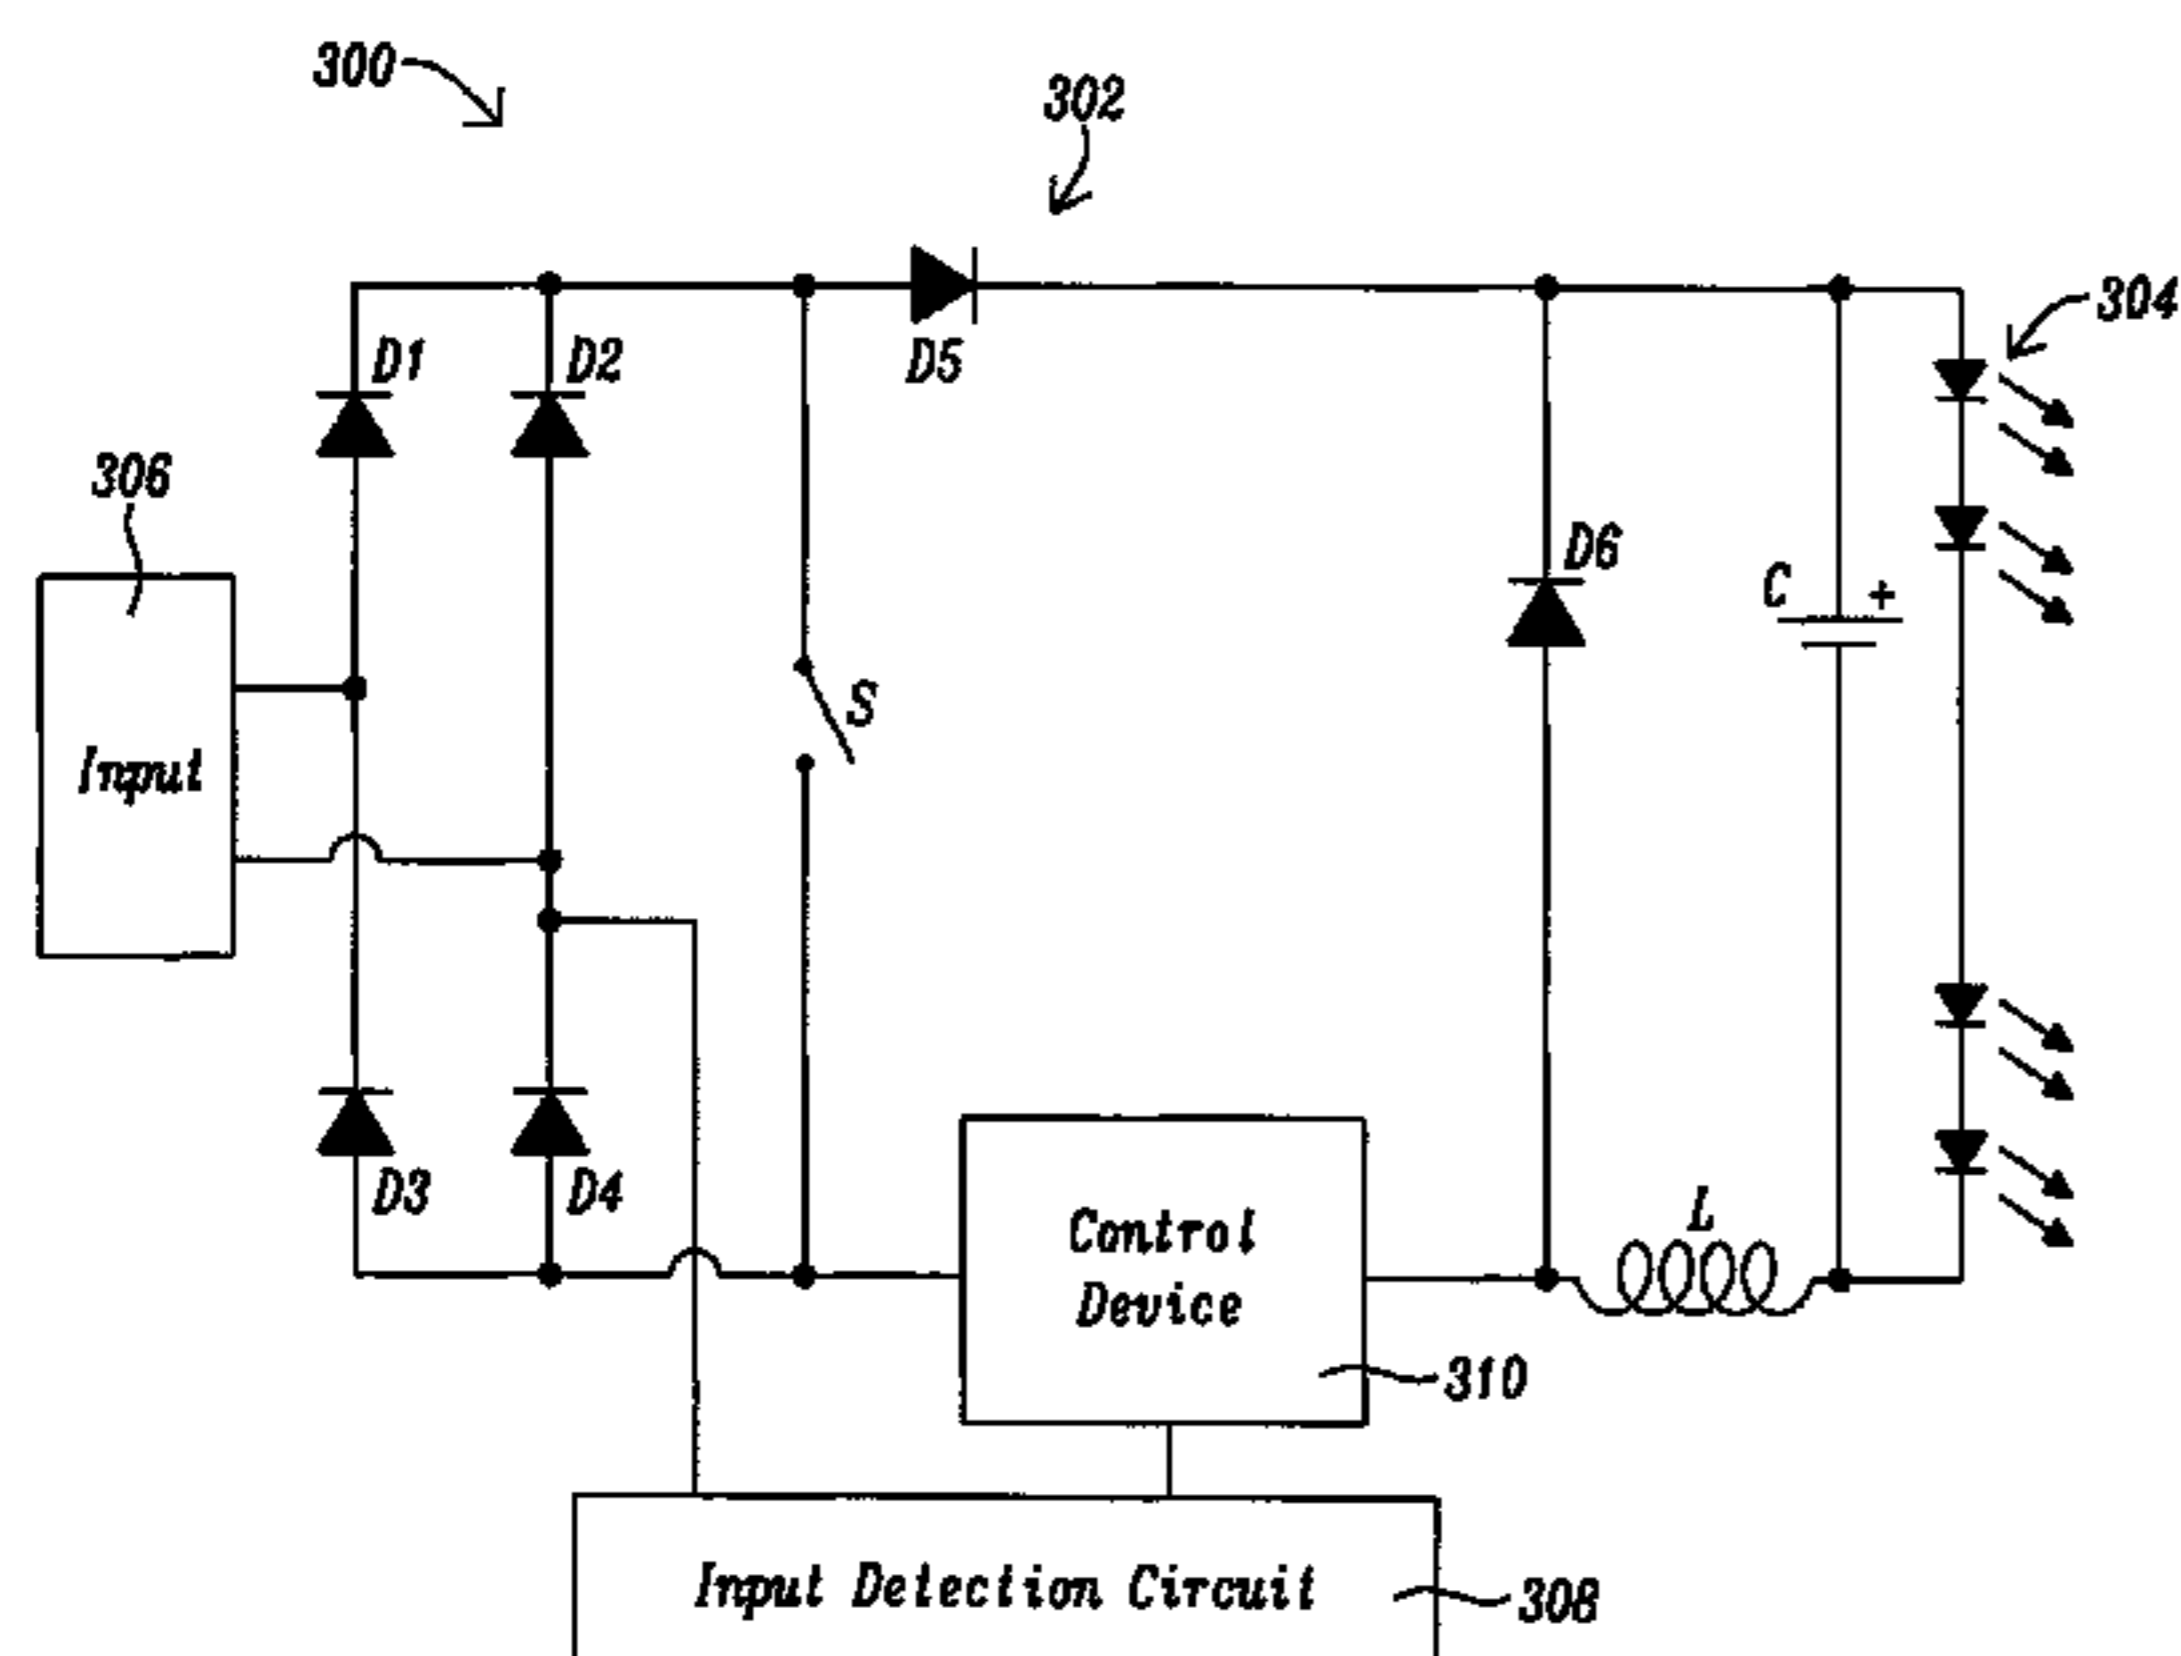 300
302
304
D1
D2
D5
306
D6
C
+
S
Input
D3
D4
Control
Device
L
310
Input Detection Circuit
308